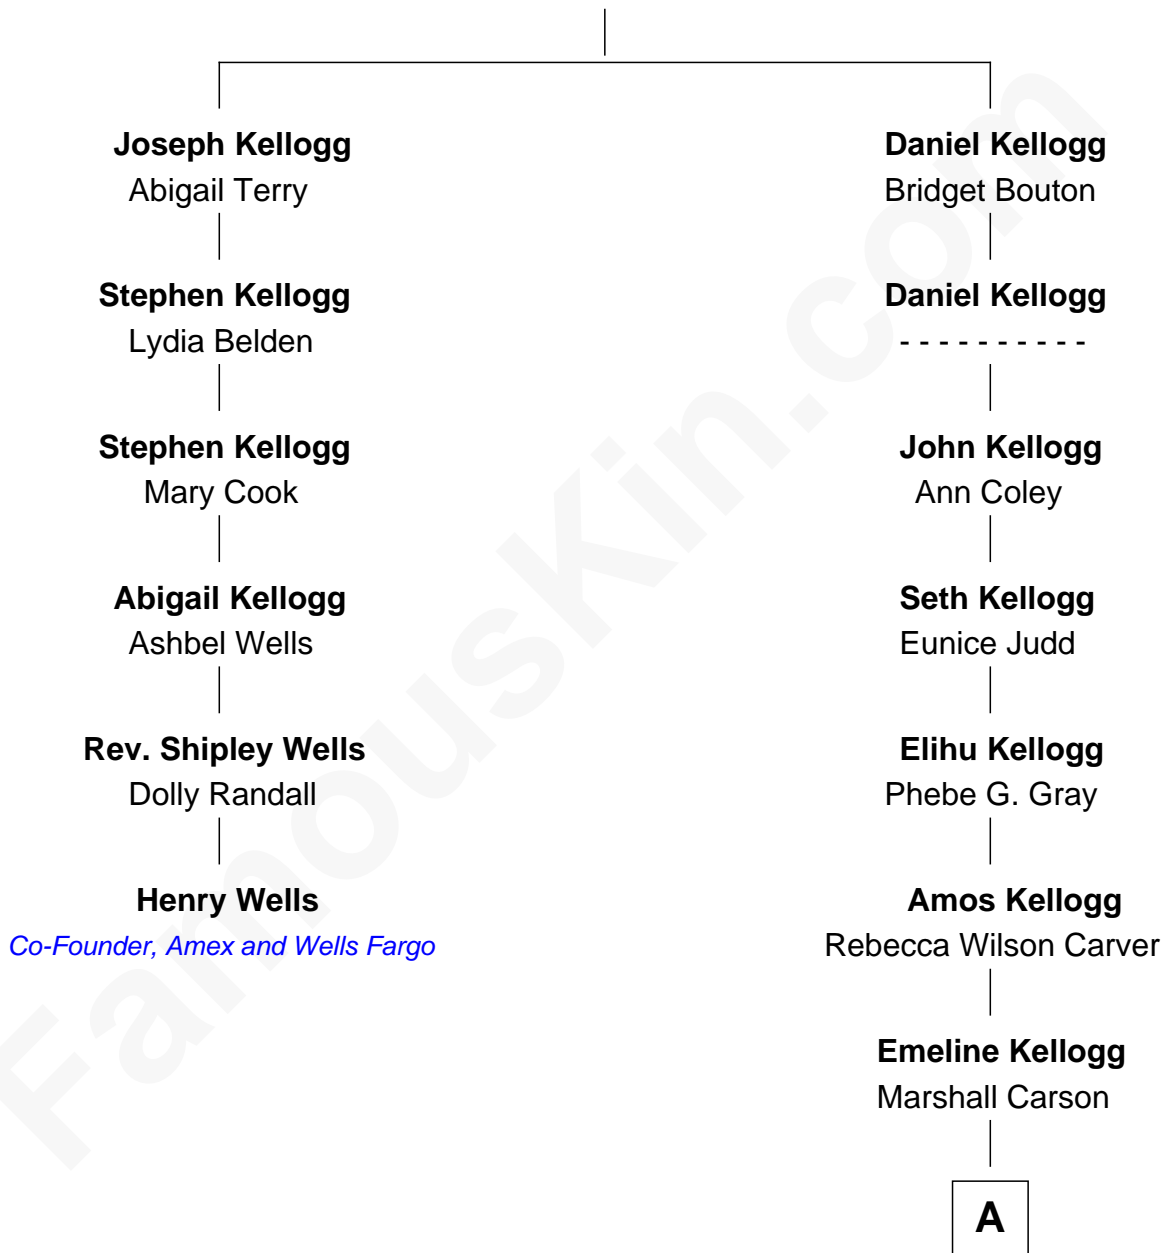 Joseph Kellogg
Abigail Terry
Daniel Kellogg
Bridget Bouton
Stephen Kellogg
Lydia Belden
Daniel Kellogg
- - - - - - - - - -
Stephen Kellogg
Mary Cook
John Kellogg
Ann Coley
Abigail Kellogg
Ashbel Wells
Seth Kellogg
Eunice Judd
Rev. Shipley Wells
Dolly Randall
Elihu Kellogg
Phebe G. Gray
Henry Wells
Co-Founder, Amex and Wells Fargo
Amos Kellogg
Rebecca Wilson Carver
Emeline Kellogg
Marshall Carson
A
FamousKin.com